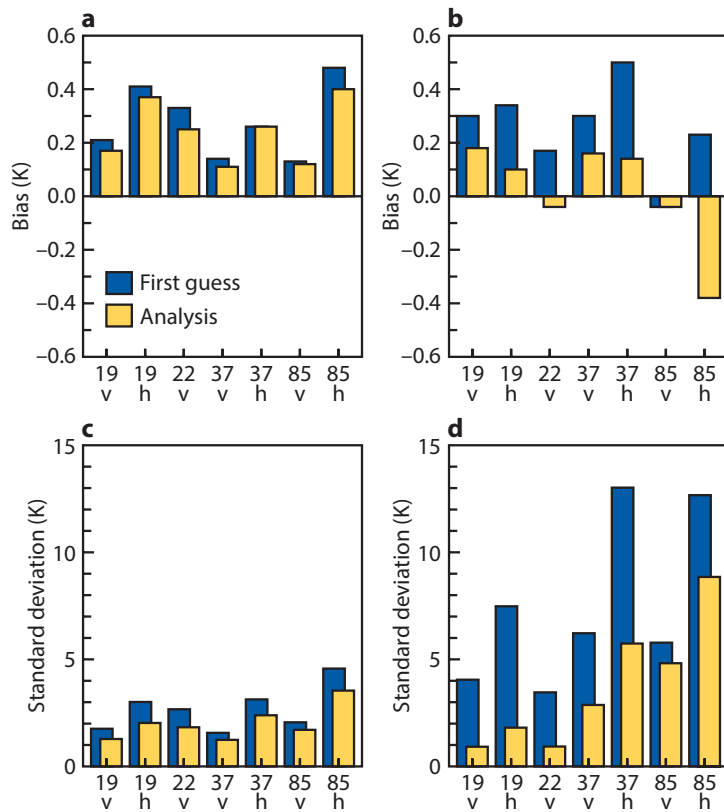 a
Bias (K)
0.6
0.4
0.2
0.0
–0.2
–0.4
–0.6
First guess
Analysis
19 19 22 37 37 85 85
v h v v h v h
b
Bias (K)
0.6
0.4
0.2
0.0
–0.2
–0.4
–0.6
19 19 22 37 37 85 85
v h v v h v h
c
Standard deviation (K)
15
10
5
0
19 19 22 37 37 85 85
v h v v h v h
d
Standard deviation (K)
15
10
5
0
19 19 22 37 37 85 85
v h v v h v h